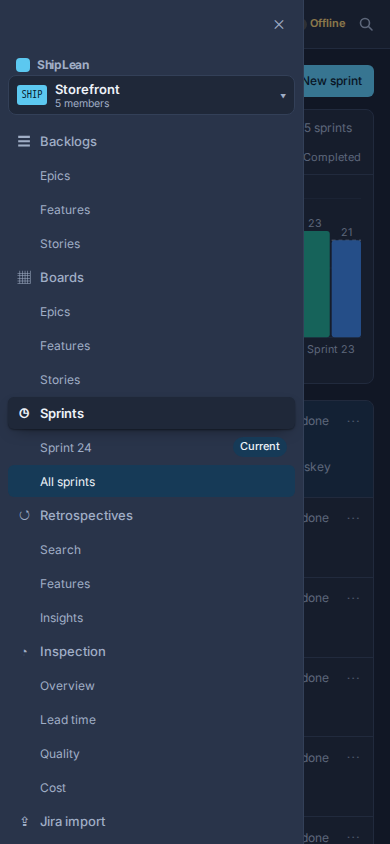 Offline
ShipLean
SHIP
Storefront
5 members
New sprint
5 sprints
Completed
Backlogs
Epics
Features
Stories
23
21
Boards
Epics
Features
Sprint 23
Stories
Sprints
done
Sprint 24
Current
All sprints
Retrospectives
done
Search
Features
done
Insights
Inspection
Overview
done
Lead time
Quality
done
Cost
Jira import
done